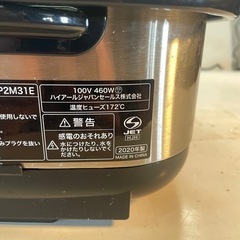 P2M31E
100V 460W
ハイアールジャパンセールス株式会社
温度ヒューズ172℃
使用しない
で
⚠警告
感電のおそれあり
水につけたり、
水をかけたりしない
みプラグを抜
JET
2020年製
MADE IN CHINA